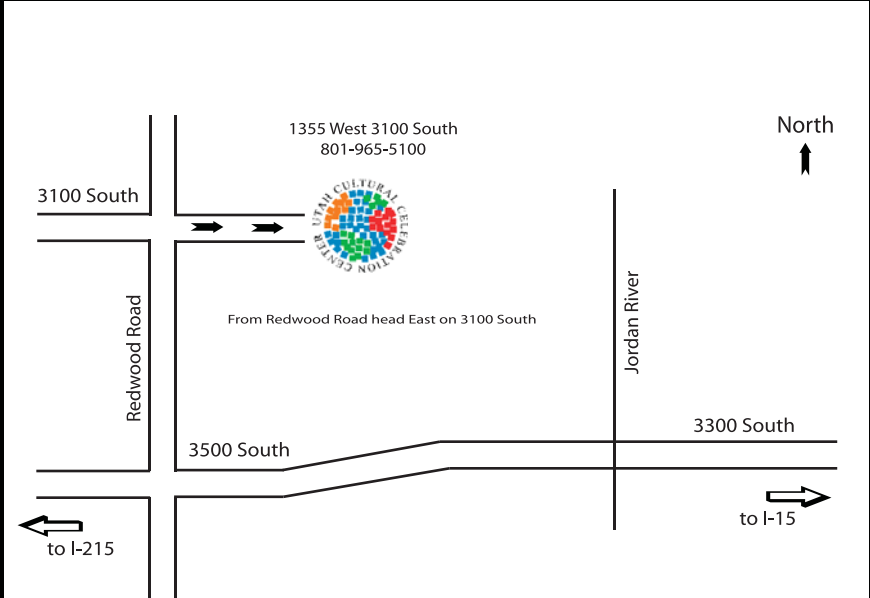 1355 West 3100 South
801-965-5100
North
3100 South
UTAH CULTURAL CELEBRATION CENTER
From Redwood Road head East on 3100 South
Redwood Road
Jordan River
3500 South
3300 South
to I-15
to I-215